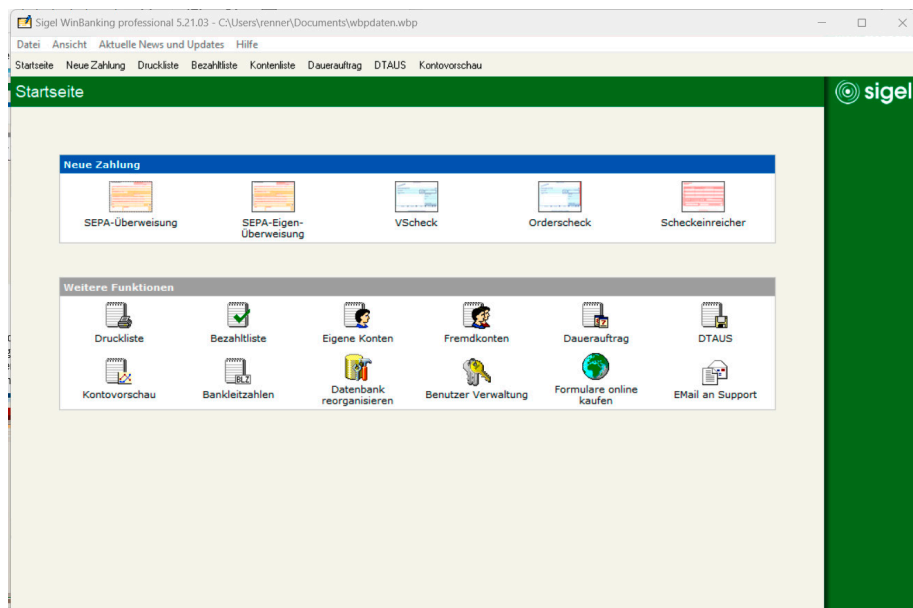 Sigel WinBanking professional 5.21.03 - C:\Users\renner\Documents\wbpdaten.wbp
Datei Ansicht Aktuelle News und Updates Hilfe
Startseite Neue Zahlung Druckliste Bezahltliste Kontenliste Dauerauftrag DTAUS Kontovorschau
Startseite
sigel
Neue Zahlung
SEPA-Überweisung
SEPA-Eigen-
Überweisung
VScheck
Orderscheck
Scheckeinreicher
Weitere Funktionen
Druckliste
Bezahltliste
Eigene Konten
Fremdkonten
Dauerauftrag
DTAUS
Kontovorschau
BLZ
Bankleitzahlen
Datenbank
reorganisieren
Benutzer Verwaltung
Formulare online
kaufen
EMail an Support